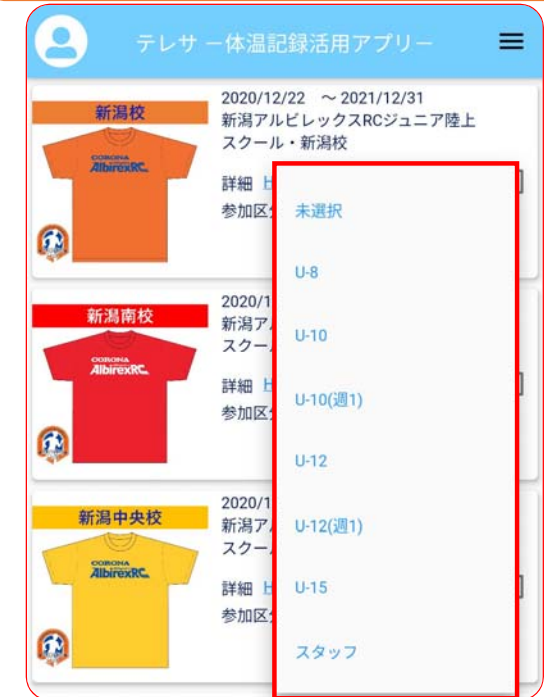 テレサ ー体温記録活用アプリー
新潟校
CORONA
AlbirexRC
2020/12/22 ～ 2021/12/31
新潟アルビレックスRCジュニア陸上
スクール・新潟校
詳細
参加区
未選択
U-8
U-10
U-10(週1)
U-12
U-12(週1)
U-15
スタッフ
新潟南校
CORONA
AlbirexRC
2020/1
新潟ア
スクー
詳細
参加区
新潟中央校
CORONA
AlbirexRC
2020/1
新潟ア
スクー
詳細
参加区